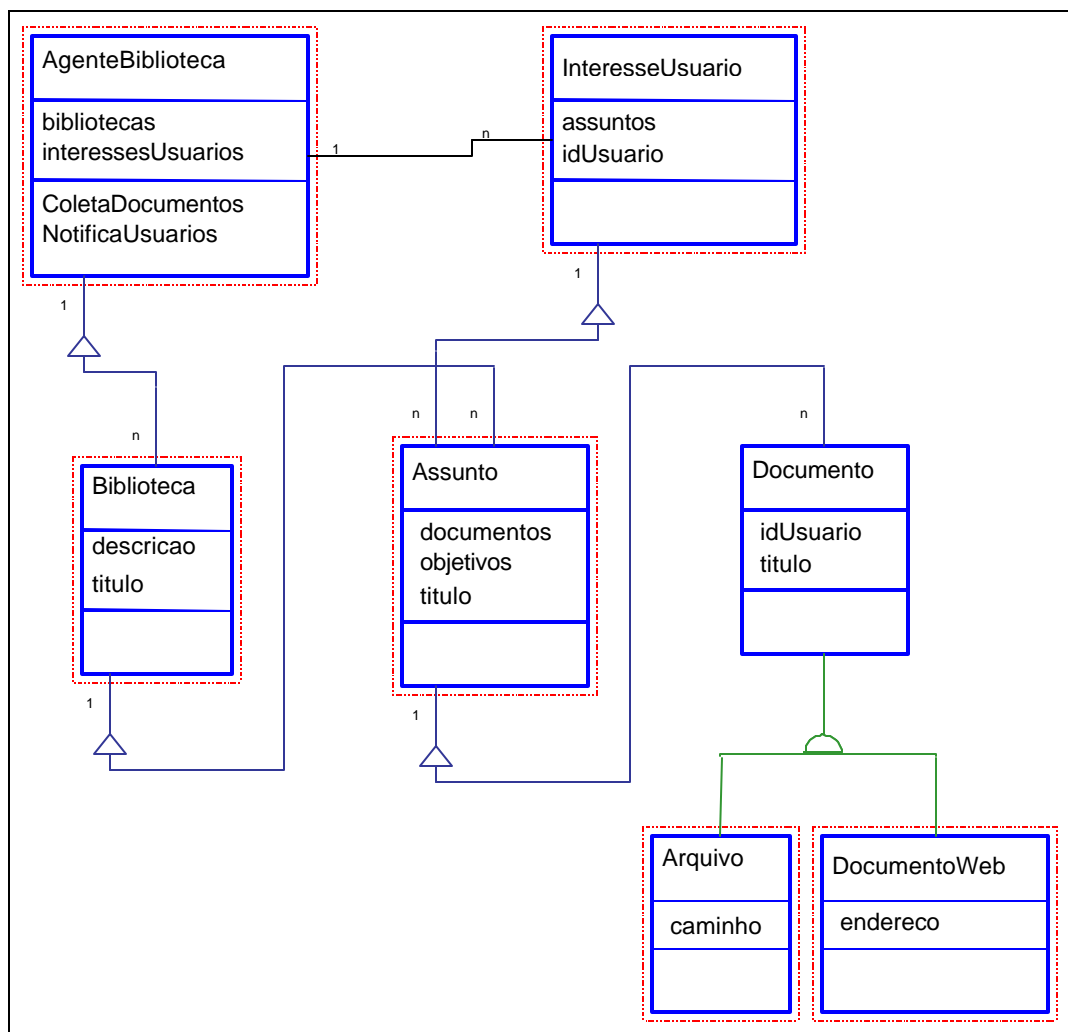 AgenteBiblioteca
bibliotecas
interessesUsuarios
ColetaDocumentos
NotificaUsuarios
InteresseUsuario
assuntos
idUsuario
1
n
1
1
n
n
n
n
Biblioteca
descricao
titulo
Assunto
documentos
objetivos
titulo
Documento
idUsuario
titulo
1
1
Arquivo
caminho
DocumentoWeb
endereco